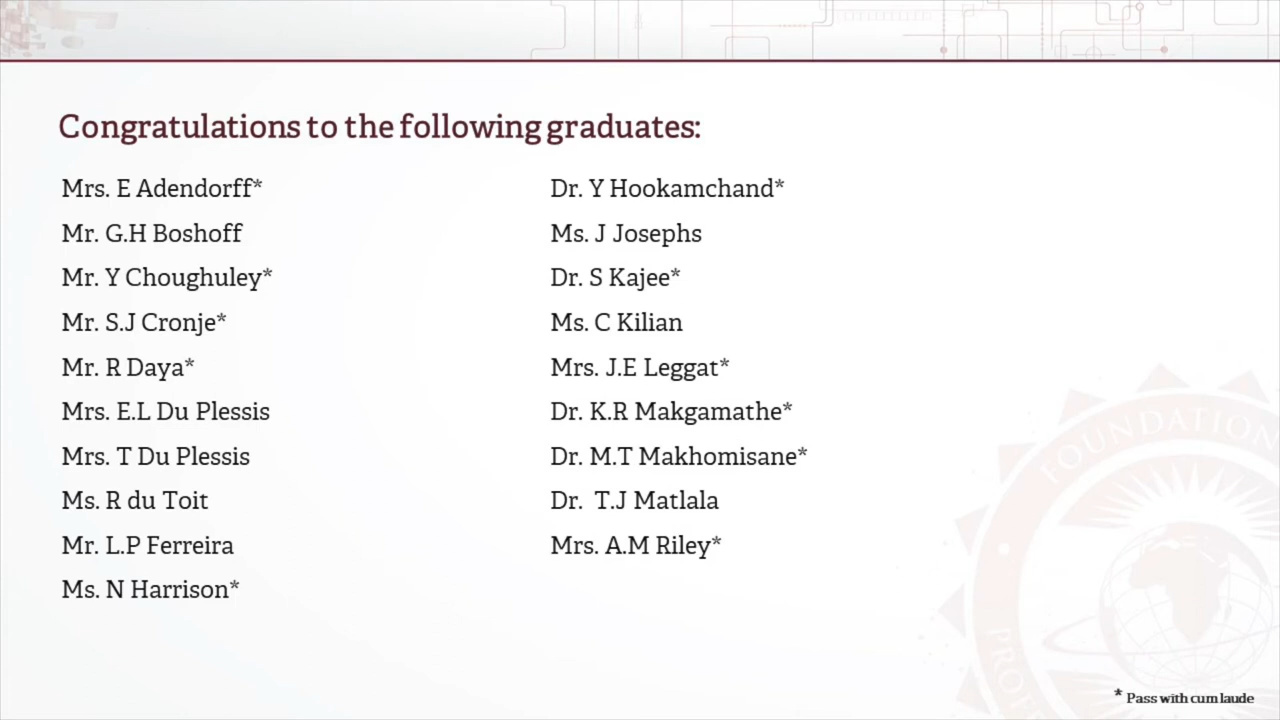 Congratulations to the following graduates:
Mrs. E Adendorff*
Mr. G.H Boshoff
Mr. Y Choughuley*
Mr. S.J Cronje*
Mr. R Daya*
Mrs. E.L Du Plessis
Mrs. T Du Plessis
Ms. R du Toit
Mr. L.P Ferreira
Ms. N Harrison*
Dr. Y Hookamchand*
Ms. J Josephs
Dr. S Kajee*
Ms. C Kilian
Mrs. J.E Leggat*
Dr. K.R Makgamathe*
Dr. M.T Makhomisane*
Dr. T.J Matlala
Mrs. A.M Riley*
FOUNDATION
* Pass with cum laude